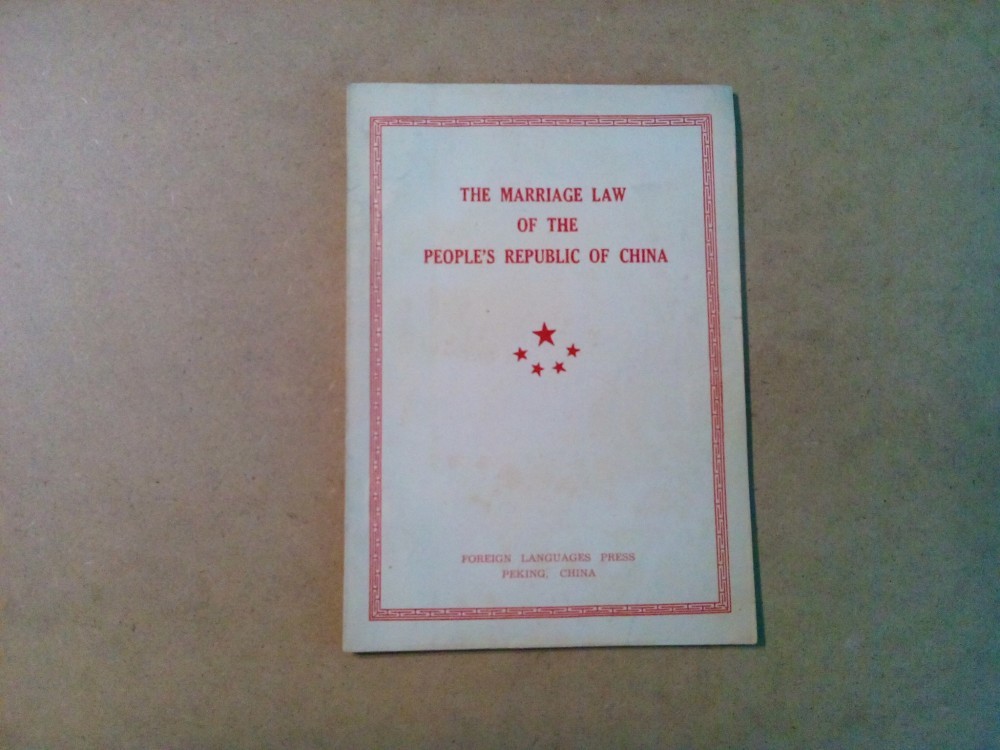 THE MARRIAGE LAW
OF THE
PEOPLE'S REPUBLIC OF CHINA
FOREIGN LANGUAGES PRESS
PEKING, CHINA